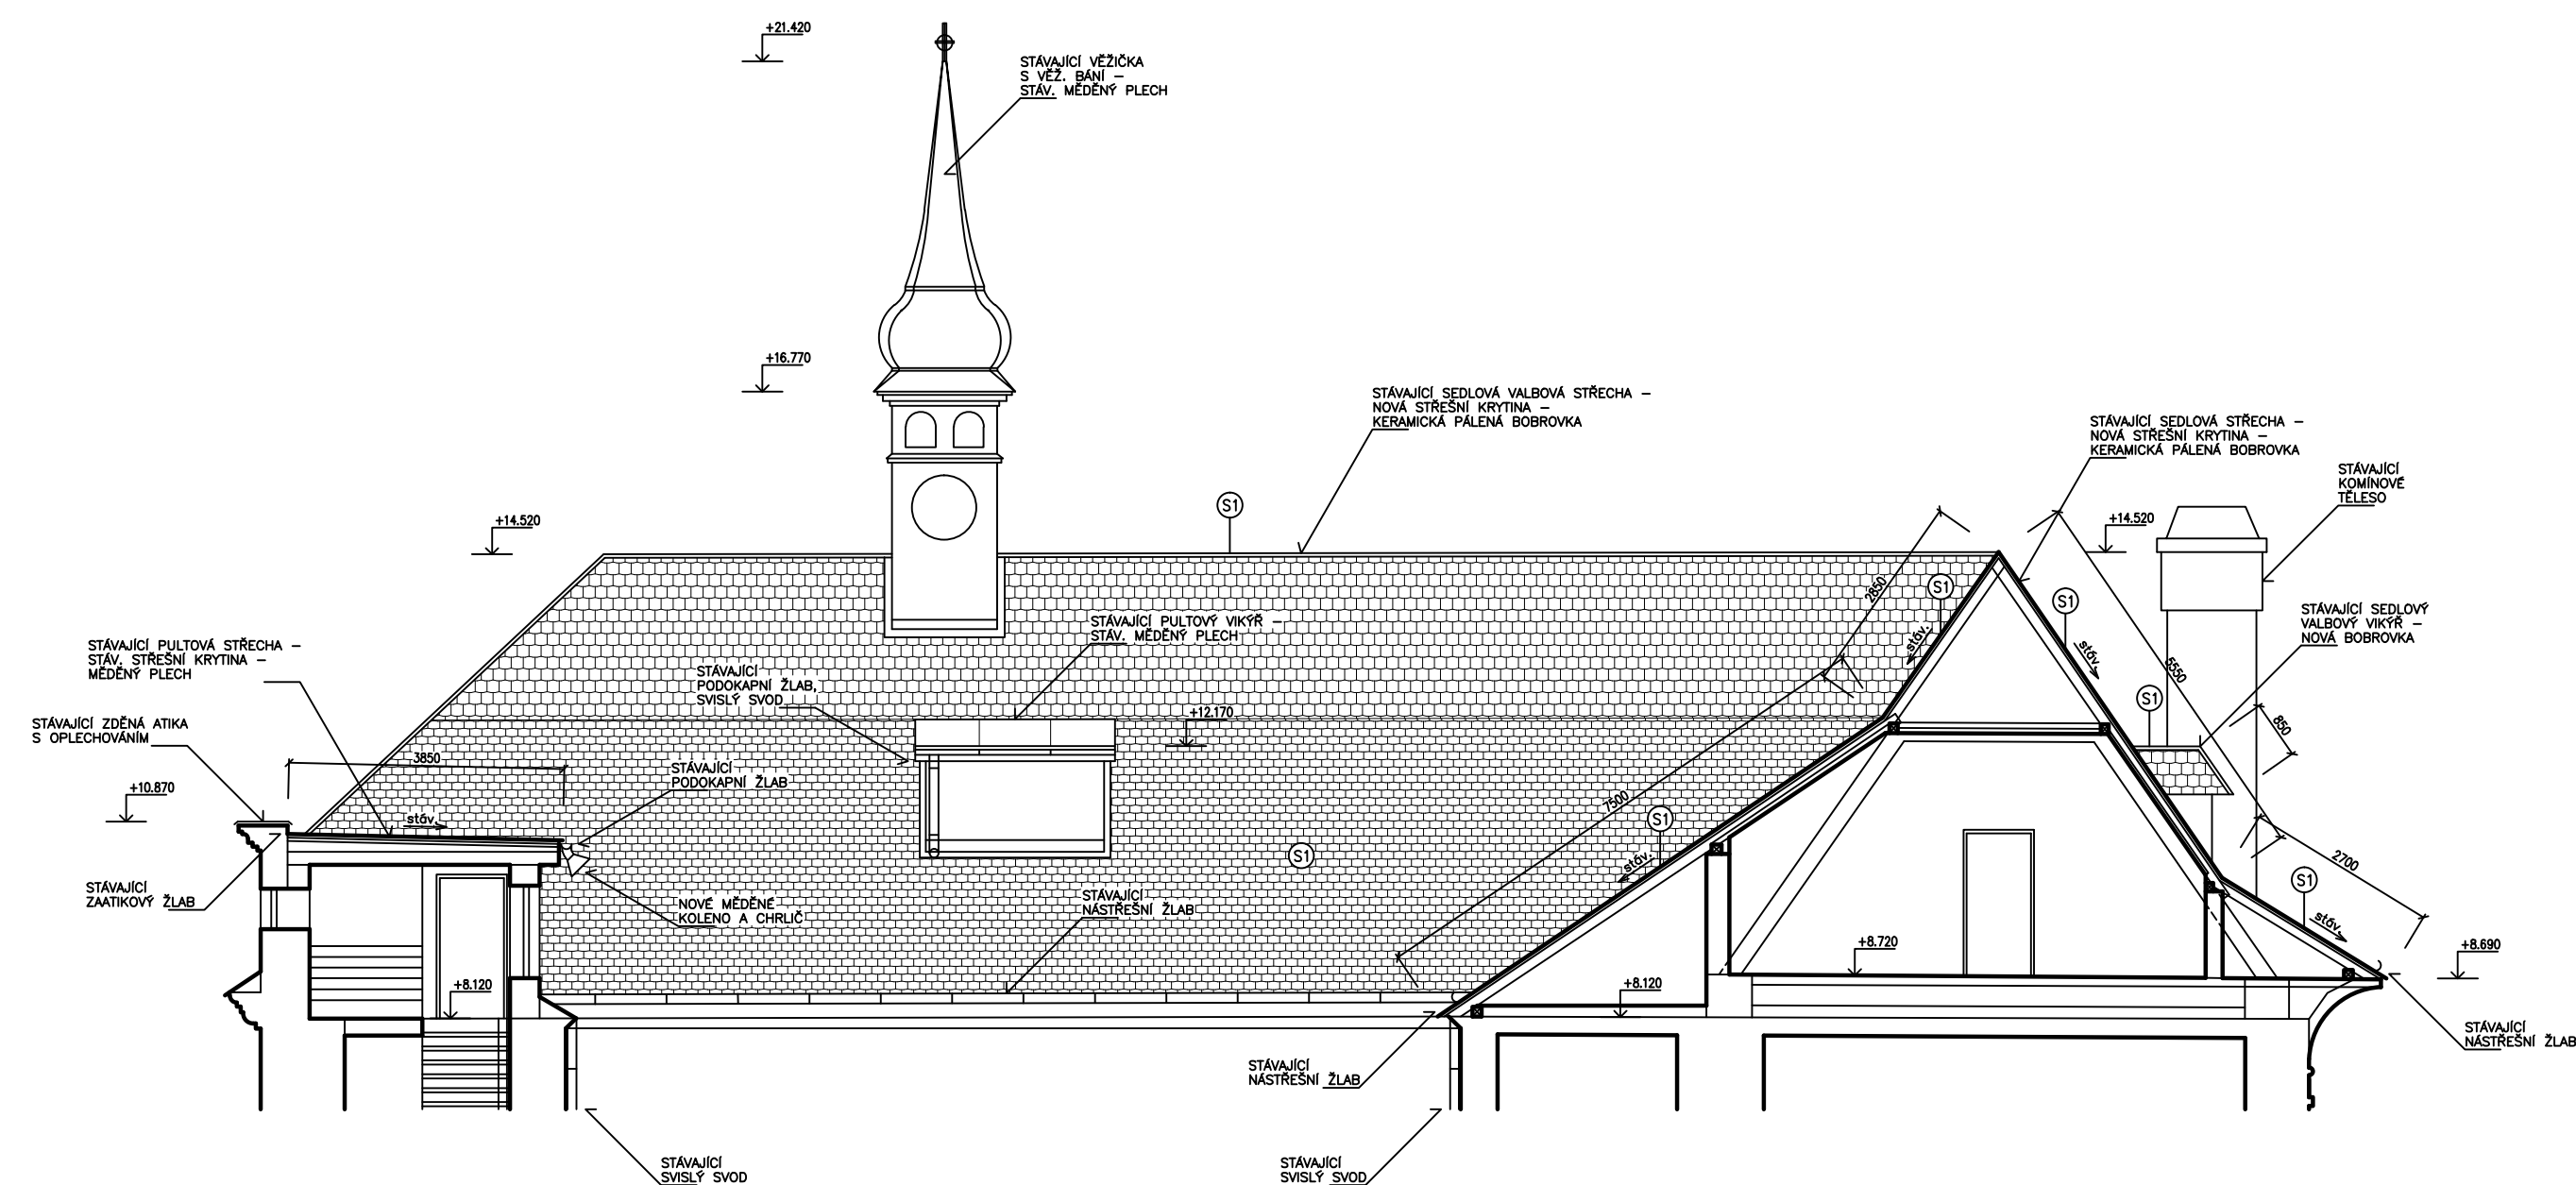 +21.420
STÁVAJÍCÍ VĚŽIČKA
S VĚŽ. BÁNÍ –
STÁV. MĚDĚNÝ PLECH
+16.770
STÁVAJÍCÍ SEDLOVÁ VALBOVÁ STŘECHA –
NOVÁ STŘEŠNÍ KRYTINA –
KERAMICKÁ PÁLENÁ BOBROVKA
STÁVAJÍCÍ SEDLOVÁ STŘECHA –
NOVÁ STŘEŠNÍ KRYTINA –
KERAMICKÁ PÁLENÁ BOBROVKA
STÁVAJÍCÍ
KOMÍNOVÉ
TĚLESO
S1
+14.520
+14.520
2850
S1
S1
stáv.
stáv.
5550
STÁVAJÍCÍ SEDLOVÝ
VALBOVÝ VIKÝŘ –
NOVÁ BOBROVKA
STÁVAJÍCÍ PULTOVÝ VIKÝŘ –
STÁV. MĚDĚNÝ PLECH
STÁVAJÍCÍ PULTOVÁ STŘECHA –
STÁV. STŘEŠNÍ KRYTINA –
MĚDĚNÝ PLECH
STÁVAJÍCÍ
PODOKAPNÍ ŽLAB,
SVISLÝ SVOD
S1
+12.170
850
STÁVAJÍCÍ ZDĚNÁ ATIKA
S OPLECHOVÁNÍM
3850
STÁVAJÍCÍ
PODOKAPNÍ ŽLAB
+10.870
stáv.
7500
S1
S1
stáv.
2700
STÁVAJÍCÍ
ZAATIKOVÝ ŽLAB
NOVÉ MĚDĚNÉ
KOLENO A CHRLIČ
STÁVAJÍCÍ
NÁSTŘEŠNÍ ŽLAB
S1
stáv.
+8.720
+8.690
+8.120
+8.120
STÁVAJÍCÍ
NÁSTŘEŠNÍ ŽLAB
STÁVAJÍCÍ
NÁSTŘEŠNÍ ŽLAB
STÁVAJÍCÍ
SVISLÝ SVOD
STÁVAJÍCÍ
SVISLÝ SVOD